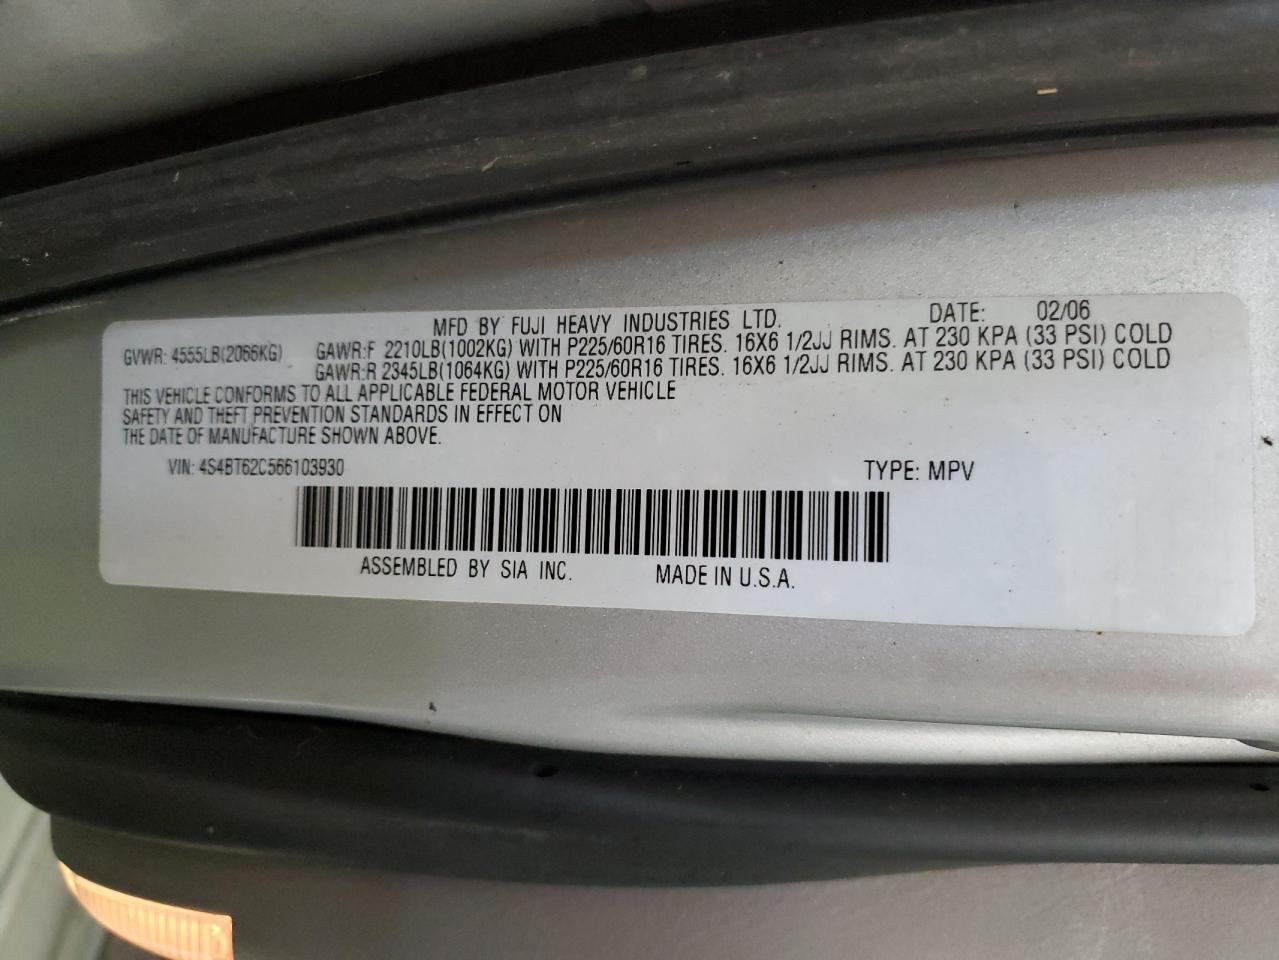 MFD BY FUJI HEAVY INDUSTRIES LTD. DATE: 02/06
GVWR: 4555LB(2066KG) GAWR:F 2210LB(1002KG) WITH P225/60R16 TIRES. 16X6 1/2JJ RIMS. AT 230 KPA (33 PSI) COLD
GAWR:R 2345LB(1064KG) WITH P225/60R16 TIRES. 16X6 1/2JJ RIMS. AT 230 KPA (33 PSI) COLD
THIS VEHICLE CONFORMS TO ALL APPLICABLE FEDERAL MOTOR VEHICLE
SAFETY AND THEFT PREVENTION STANDARDS IN EFFECT ON
THE DATE OF MANUFACTURE SHOWN ABOVE.
VIN: 4S4BT62C566103930 TYPE: MPV
ASSEMBLED BY SIA INC. MADE IN U.S.A.